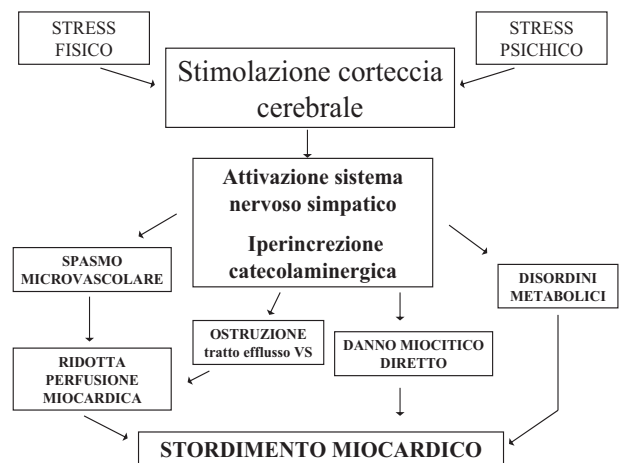 STRESS
FISICO
STRESS
PSICHICO
Stimolazione corteccia
cerebrale
Attivazione sistema
nervoso simpatico
Iperincrezione
catecolaminergica
SPASMO
MICROVASCOLARE
DISORDINI
METABOLICI
OSTRUZIONE
tratto efflusso VS
DANNO MIOCITICO
DIRETTO
RIDOTTA
PERFUSIONE
MIOCARDICA
STORDIMENTO MIOCARDICO